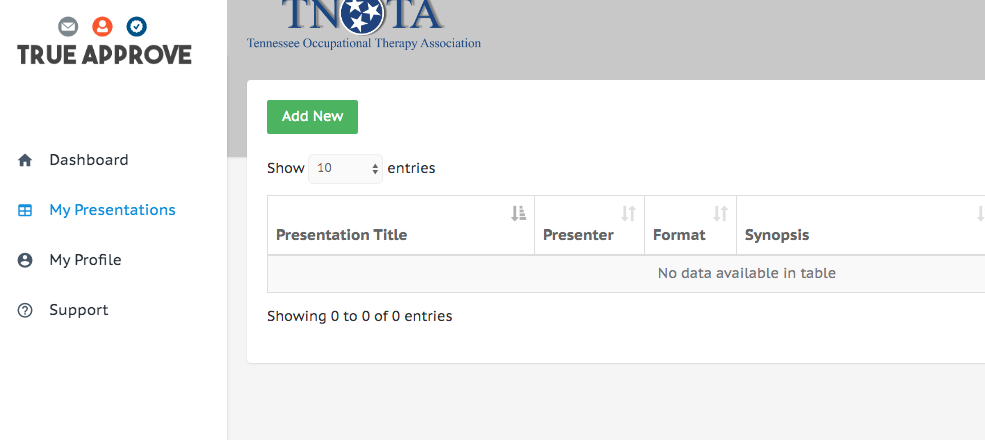 TNOTA
Tennessee Occupational Therapy Association
TRUE APPROVE
Dashboard
My Presentations
My Profile
Support
Add New
Show 10 entries
Presentation Title Presenter Format Synopsis
No data available in table
Showing 0 to 0 of 0 entries